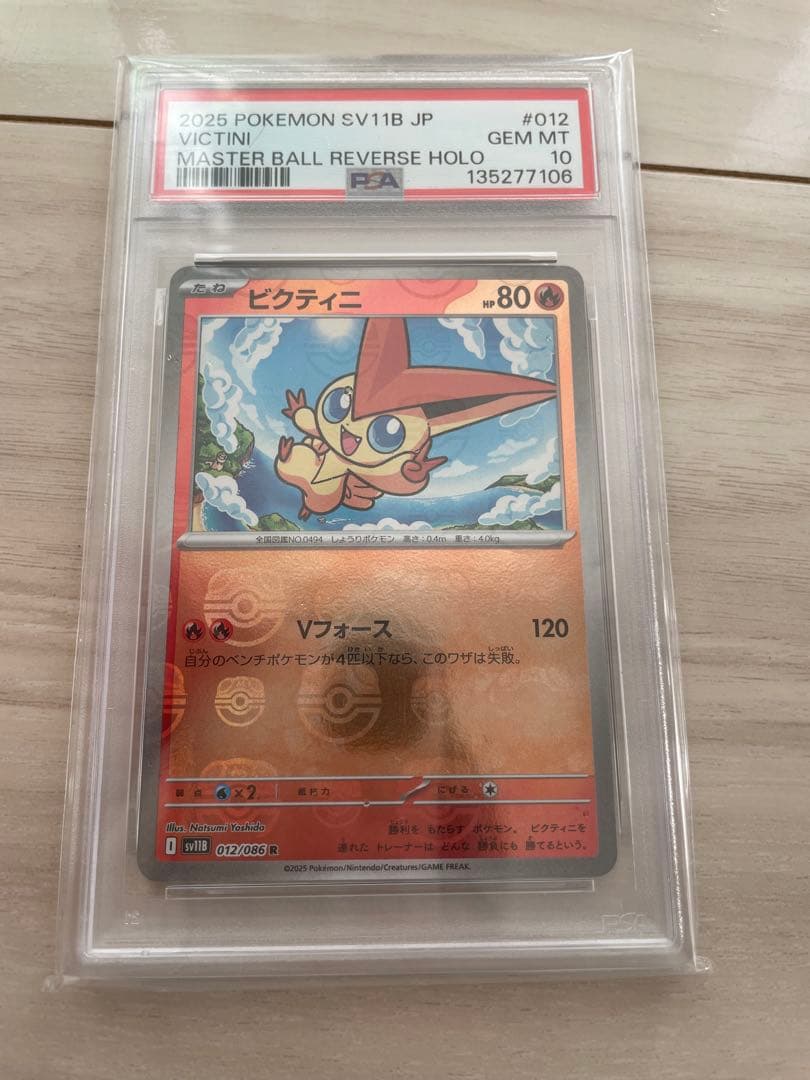 2025 POKEMON SV11B JP #012
VICTINI GEM MT
MASTER BALL REVERSE HOLO 10
PSA 135277106
たね ビクティニ HP80
全国図鑑NO.0494 しょうりポケモン 高さ:0.4m 重さ:4.0kg
Vフォース 120
自分のベンチポケモンが4匹以下なら、このワザは失敗。
弱点 ×2 抵抗力 にげる
Illus. Natsumi Yoshida
勝利を もたらす ポケモン。 ビクティニを
連れた トレーナーは どんな 勝負にも 勝てるという。
I sv11B 012/086 R
©2025 Pokémon/Nintendo/Creatures/GAME FREAK.
PSA